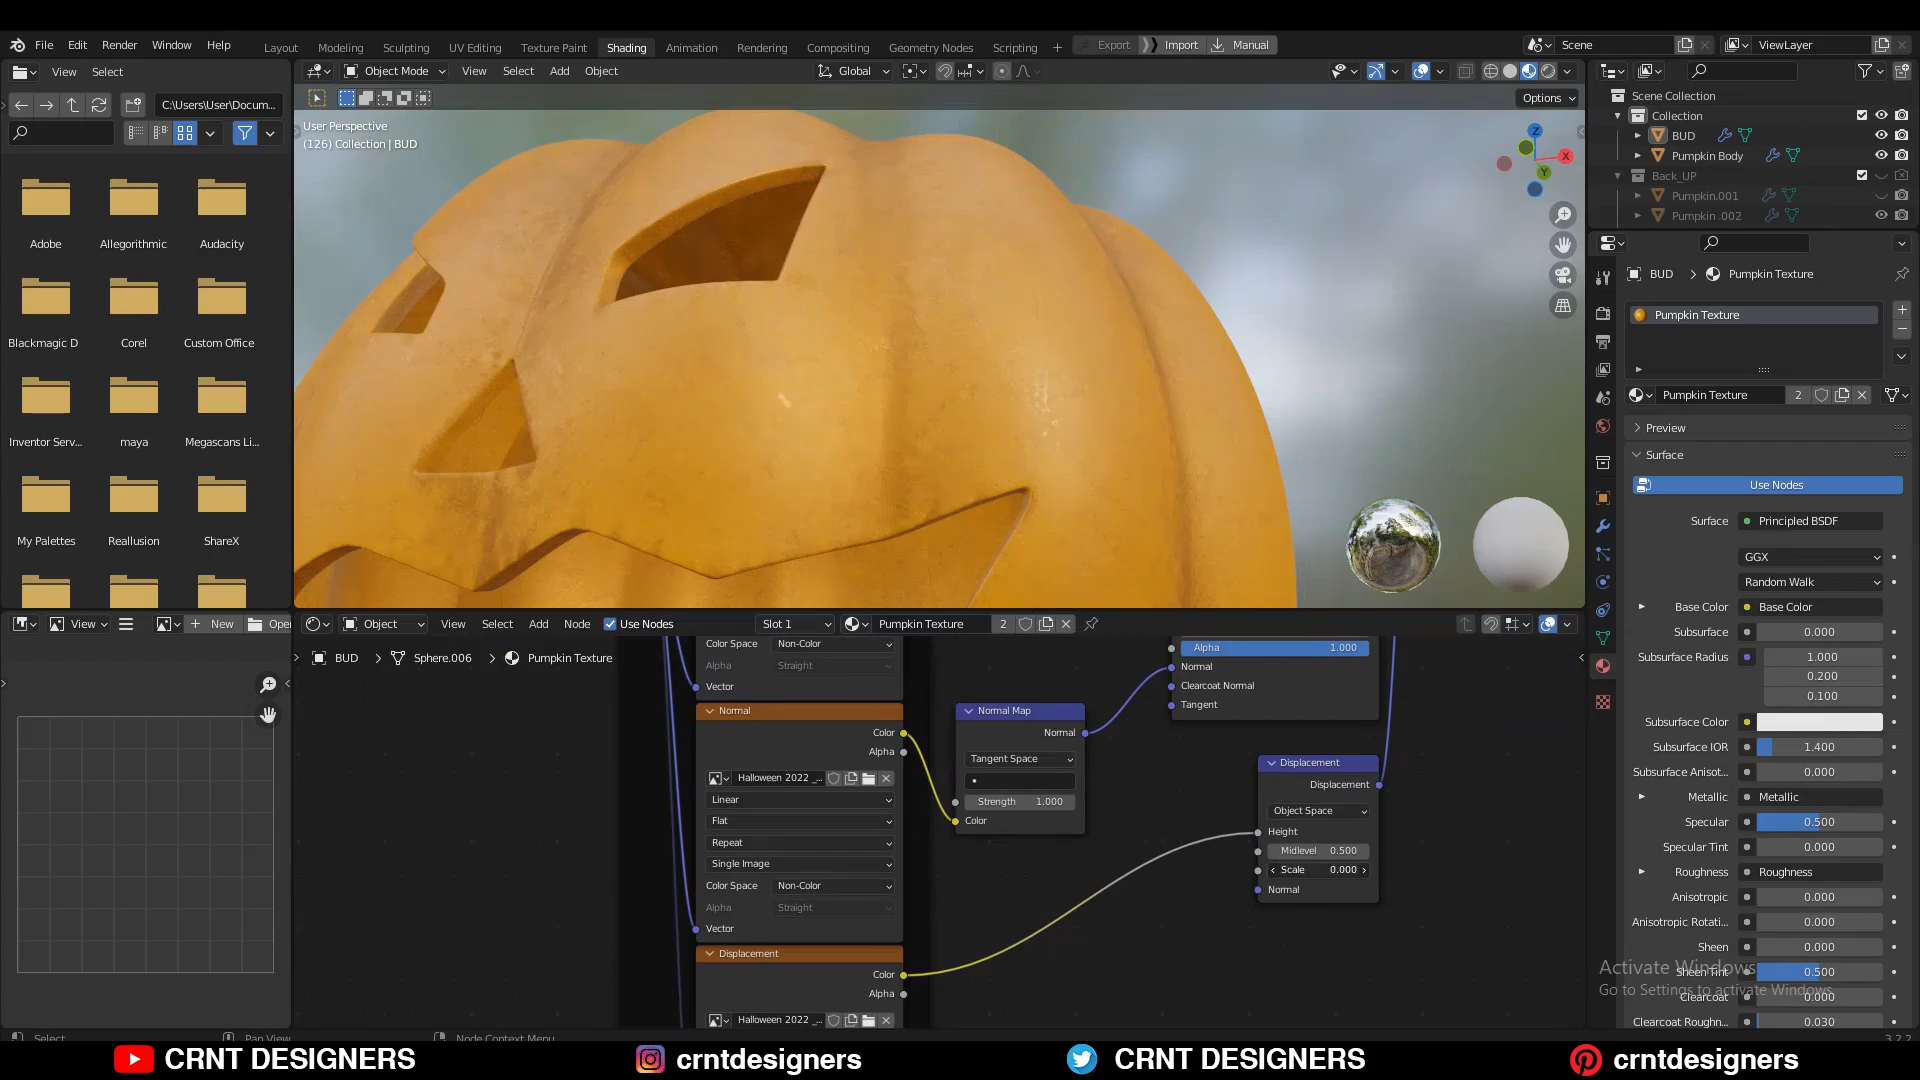 File Edit Render Window Help
Layout Modeling Sculpting UV Editing Texture Paint Shading Animation Rendering Compositing Geometry Nodes Scripting +
Export Import Manual
Scene ViewLayer
View Select
Object Mode View Select Add Object
Global
C:\Users\User\Docum...
Options
User Perspective
(126) Collection | BUD
Z
X
Y
Adobe Allegorithmic Audacity
Blackmagic D Corel Custom Office
Inventor Serv... maya Megascans Li...
My Palettes Reallusion ShareX
Scene Collection
Collection
BUD
Pumpkin Body
Back_UP
Pumpkin.001
Pumpkin .002
BUD > Pumpkin Texture
Pumpkin Texture
Pumpkin Texture 2
Preview
Surface
Use Nodes
Surface Principled BSDF
GGX
Random Walk
Base Color Base Color
Subsurface 0.000
Subsurface Radius 1.000
0.200
0.100
Subsurface Color
Subsurface IOR 1.400
Subsurface Anisot... 0.000
Metallic Metallic
Specular 0.500
Specular Tint 0.000
Roughness Roughness
Anisotropic 0.000
Anisotropic Rotati... 0.000
Sheen 0.000
Sheen Tint 0.500
Clearcoat 0.000
Clearcoat Roughn... 0.030
Activate Windows
Go to Settings to activate Windows.
View New Open
Object View Select Add Node Use Nodes Slot 1 Pumpkin Texture 2
BUD > Sphere.006 > Pumpkin Texture
Color Space Non-Color
Alpha Straight
Vector
Normal
Color
Alpha
Halloween 2022 _...
Linear
Flat
Repeat
Single Image
Color Space Non-Color
Alpha Straight
Vector
Displacement
Color
Alpha
Halloween 2022 _...
Normal Map
Normal
Tangent Space
Strength 1.000
Color
Alpha 1.000
Normal
Clearcoat Normal
Tangent
Displacement
Displacement
Object Space
Height
Midlevel 0.500
Scale 0.000
Normal
Select Pan View Node Context Menu
3.2.2
CRNT DESIGNERS crntdesigners CRNT DESIGNERS crntdesigners